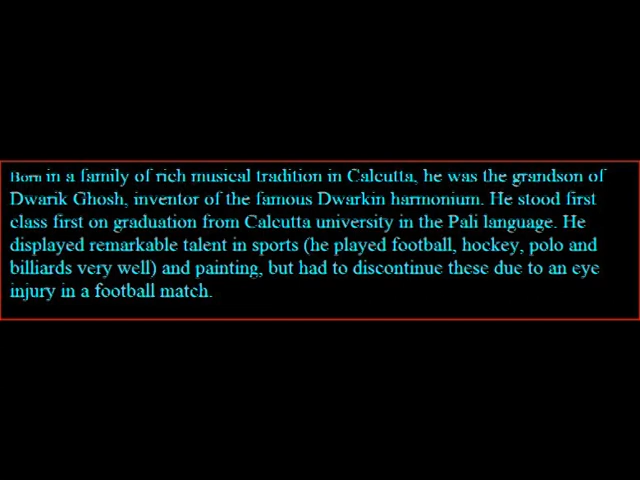 Born in a family of rich musical tradition in Calcutta, he was the grandson of
Dwarik Ghosh, inventor of the famous Dwarkin harmonium. He stood first
class first on graduation from Calcutta university in the Pali language. He
displayed remarkable talent in sports (he played football, hockey, polo and
billiards very well) and painting, but had to discontinue these due to an eye
injury in a football match.